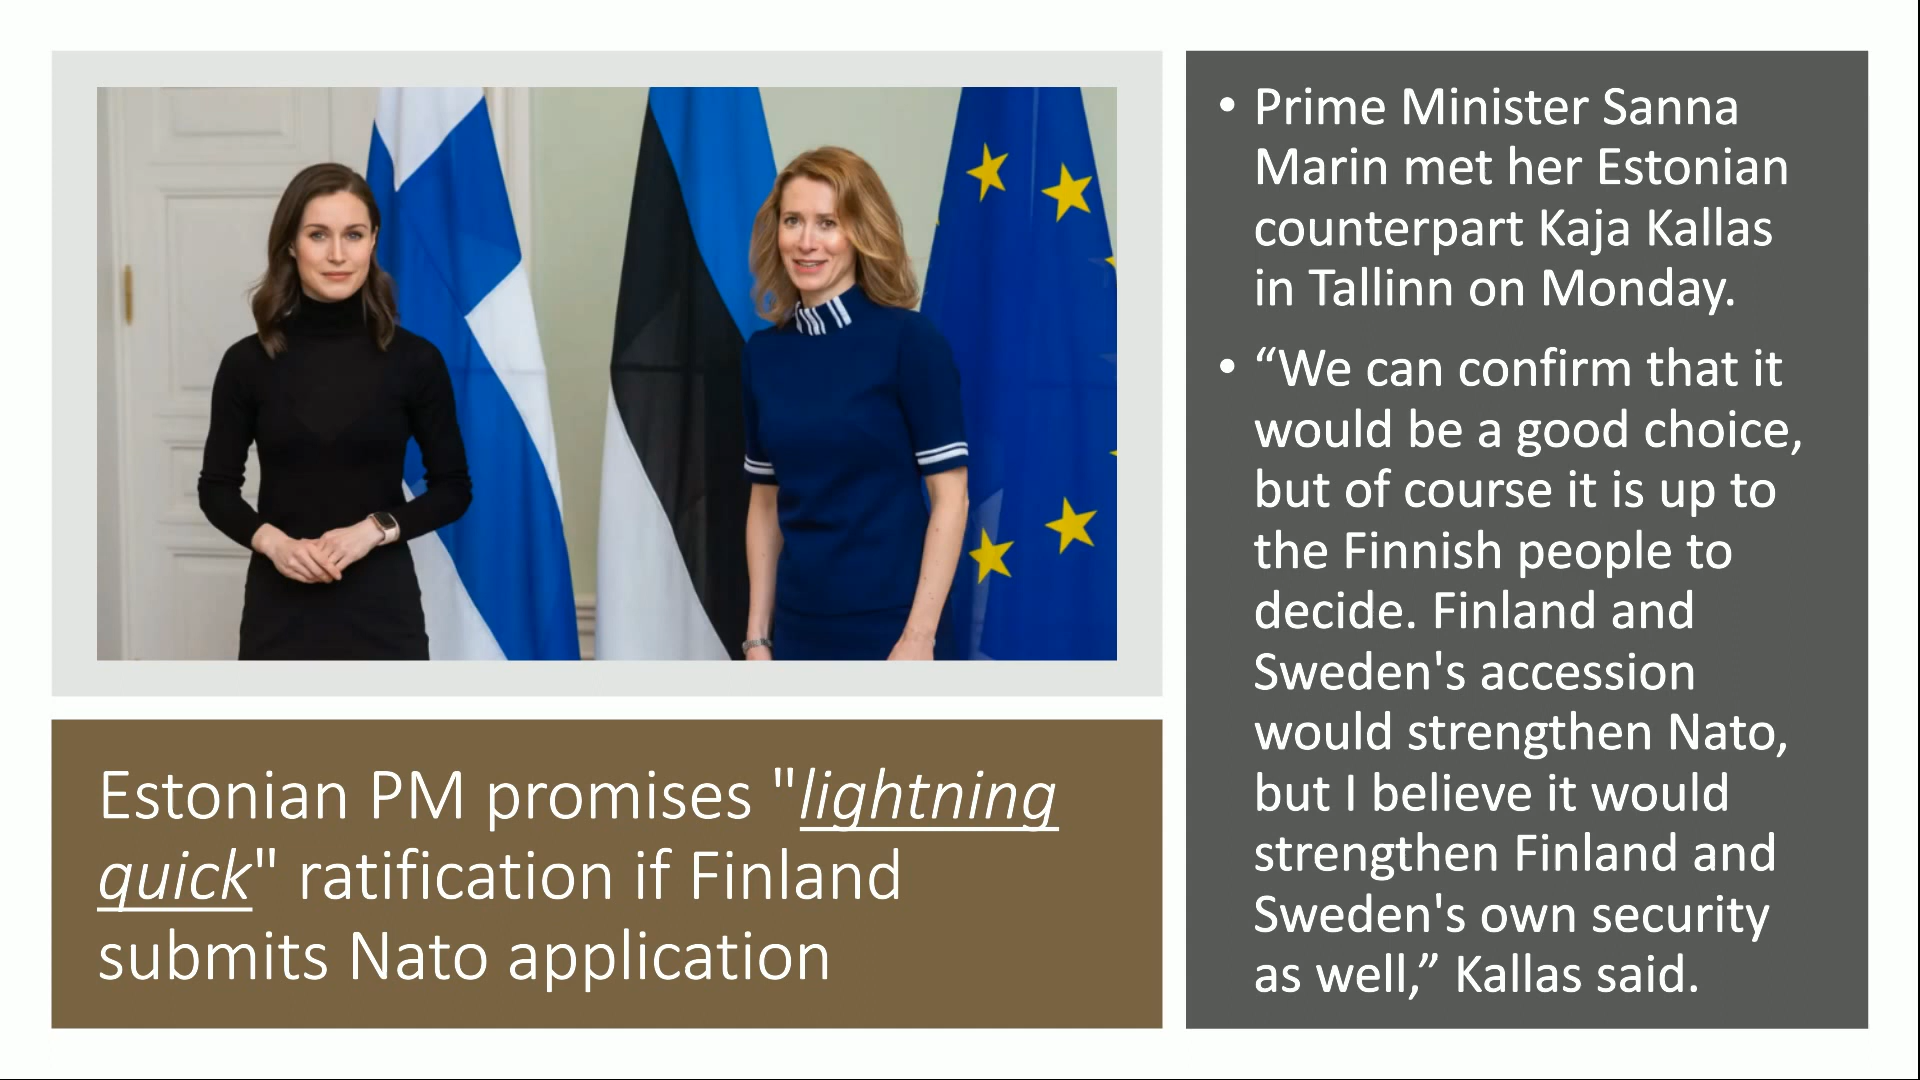 Estonian PM promises "lightning
quick" ratification if Finland
submits Nato application
• Prime Minister Sanna
Marin met her Estonian
counterpart Kaja Kallas
in Tallinn on Monday.
• “We can confirm that it
would be a good choice,
but of course it is up to
the Finnish people to
decide. Finland and
Sweden's accession
would strengthen Nato,
but I believe it would
strengthen Finland and
Sweden's own security
as well,” Kallas said.